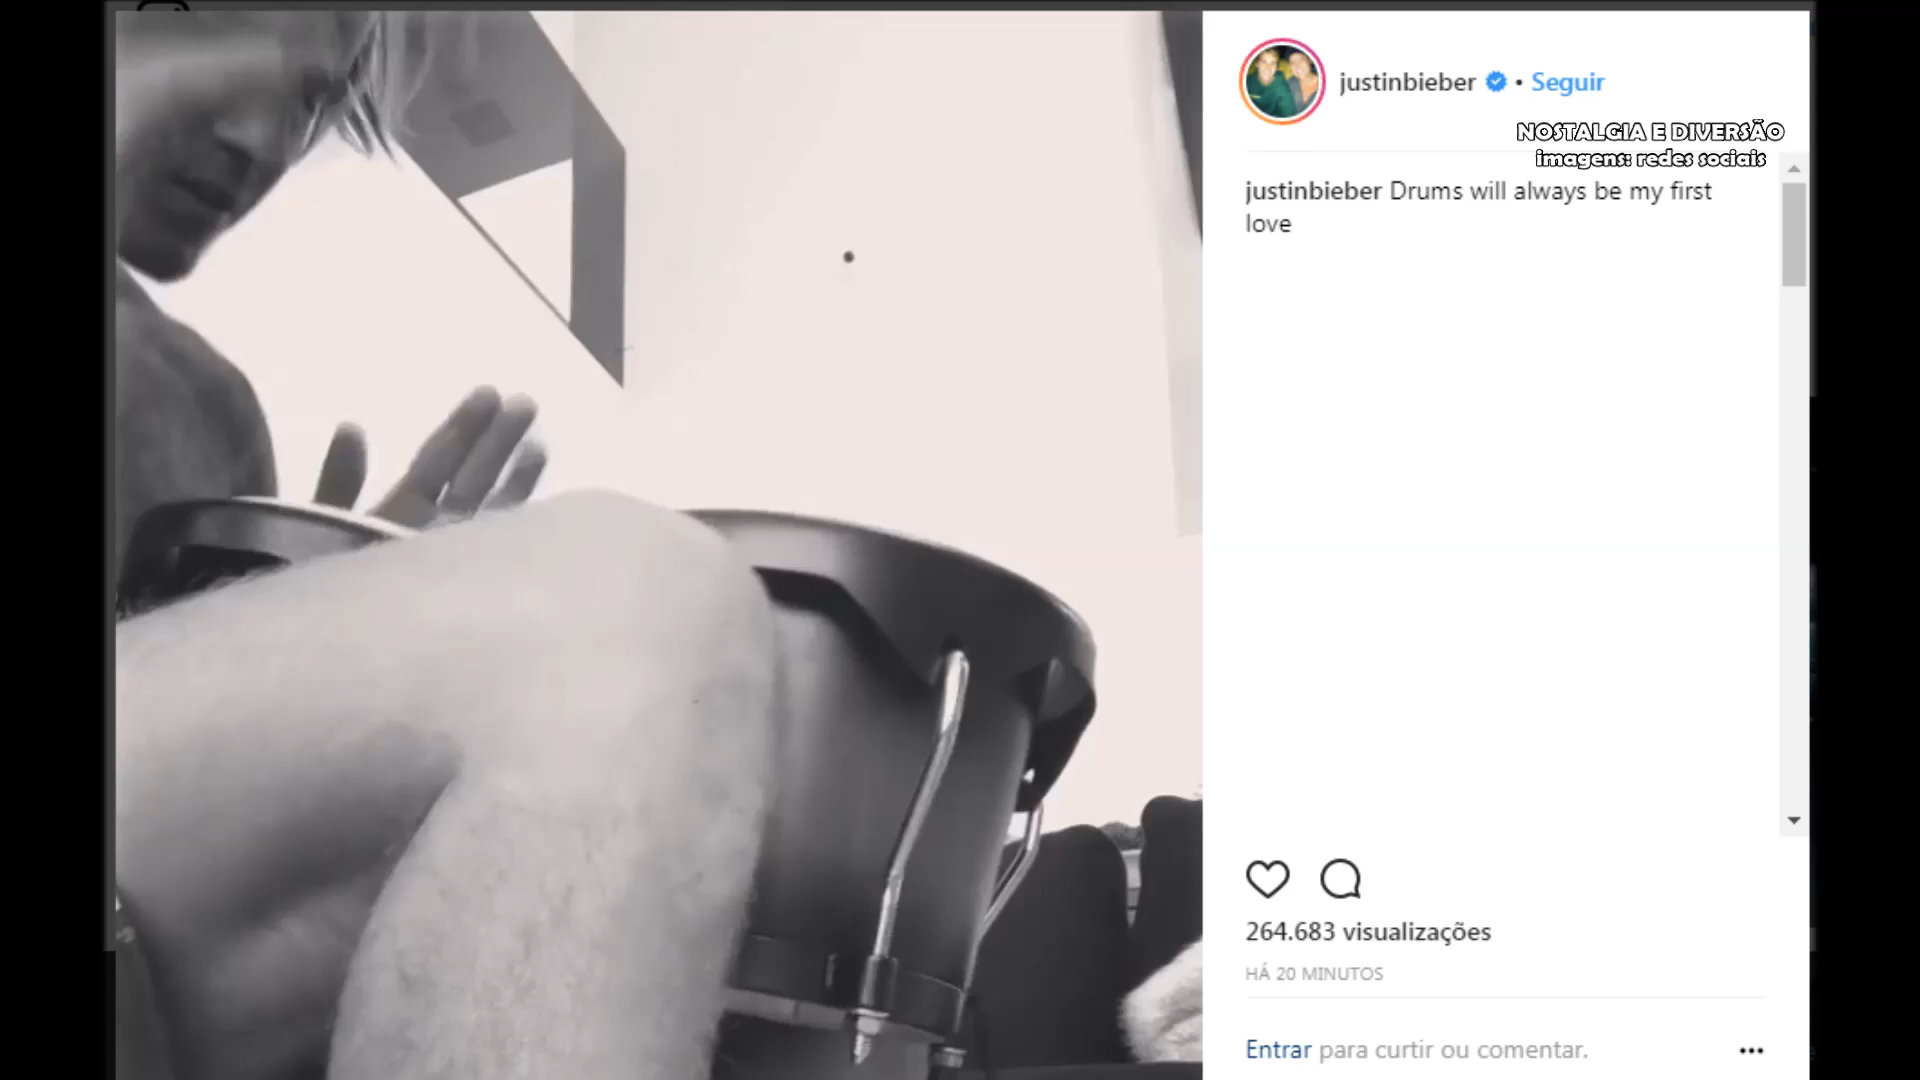 justinbieber • Seguir
NOSTALGIA E DIVERSÃO
imagens: redes sociais
justinbieber Drums will always be my first
love
264.683 visualizações
HÁ 20 MINUTOS
Entrar para curtir ou comentar.